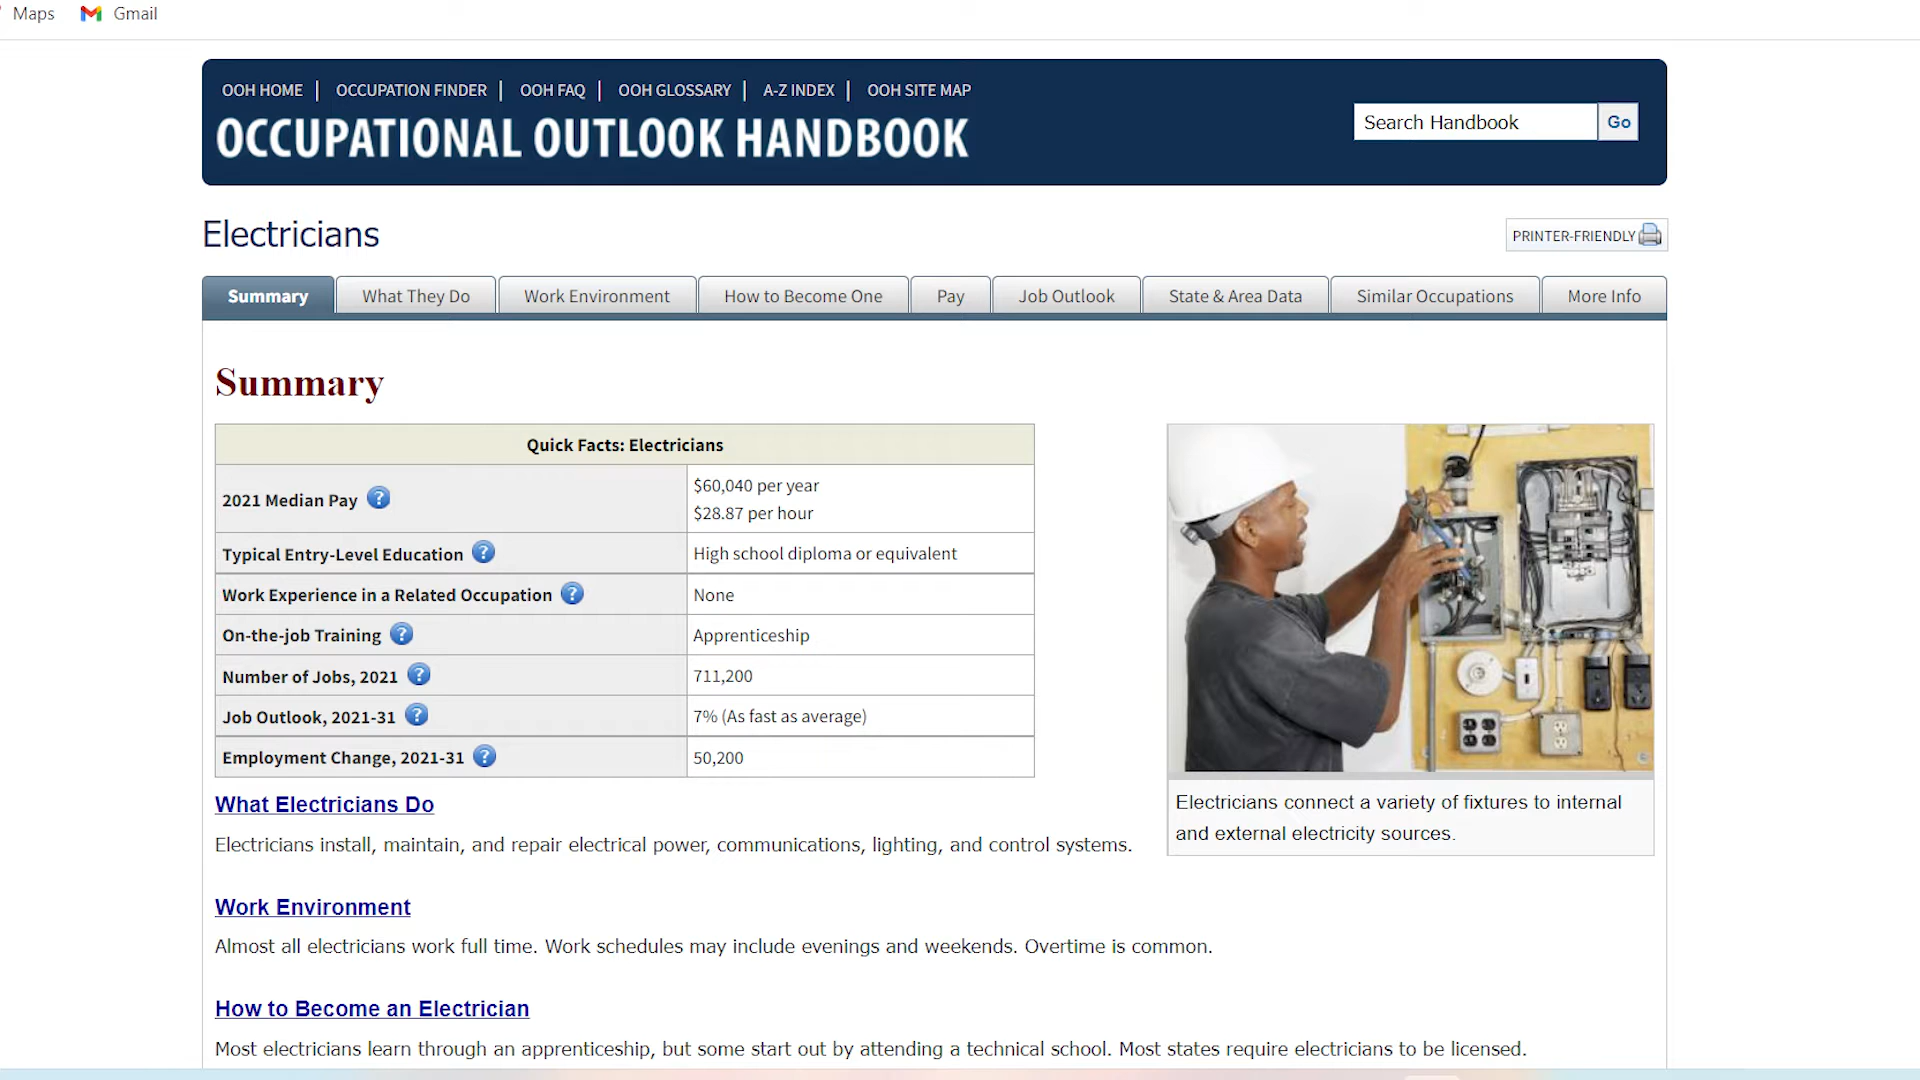 Maps Gmail
OOH HOME | OCCUPATION FINDER | OOH FAQ | OOH GLOSSARY | A-Z INDEX | OOH SITE MAP
OCCUPATIONAL OUTLOOK HANDBOOK
Search Handbook Go
Electricians
PRINTER-FRIENDLY
Summary What They Do Work Environment How to Become One Pay Job Outlook State & Area Data Similar Occupations More Info
Summary
Quick Facts: Electricians
2021 Median Pay ? $60,040 per year
$28.87 per hour
Typical Entry-Level Education ? High school diploma or equivalent
Work Experience in a Related Occupation ? None
On-the-job Training ? Apprenticeship
Number of Jobs, 2021 ? 711,200
Job Outlook, 2021-31 ? 7% (As fast as average)
Employment Change, 2021-31 ? 50,200
Electricians connect a variety of fixtures to internal
and external electricity sources.
What Electricians Do
Electricians install, maintain, and repair electrical power, communications, lighting, and control systems.
Work Environment
Almost all electricians work full time. Work schedules may include evenings and weekends. Overtime is common.
How to Become an Electrician
Most electricians learn through an apprenticeship, but some start out by attending a technical school. Most states require electricians to be licensed.